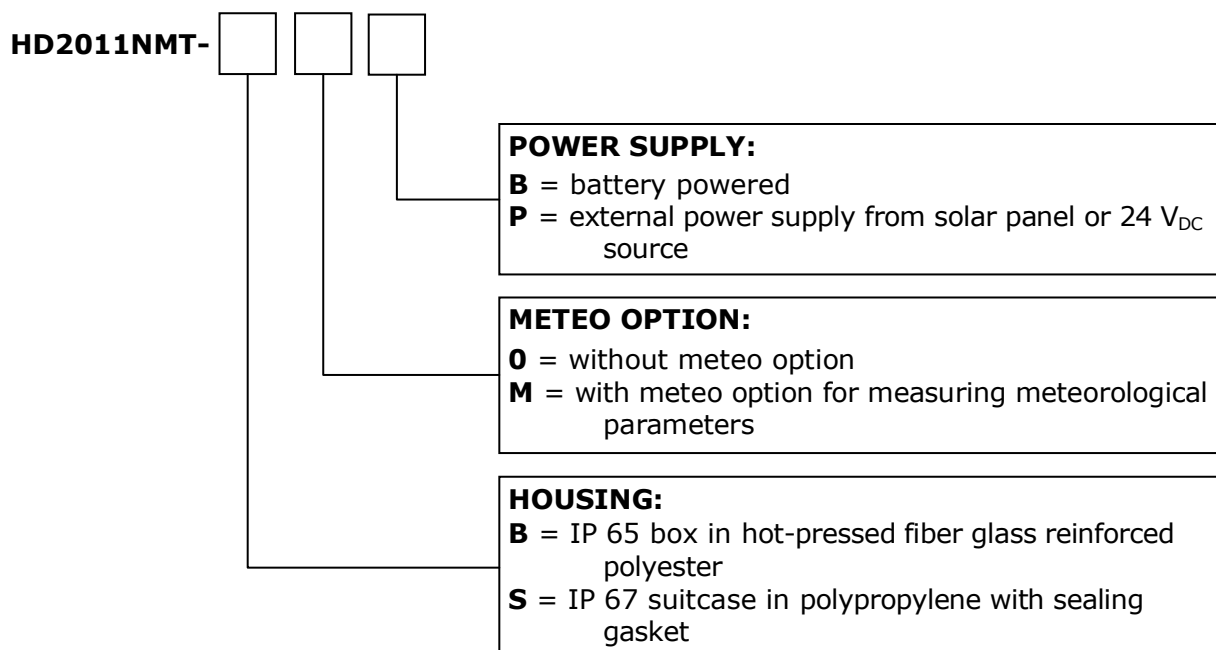 HD2011NMT-
POWER SUPPLY:
B = battery powered
P = external power supply from solar panel or 24 VDC
source
METEO OPTION:
0 = without meteo option
M = with meteo option for measuring meteorological
parameters
HOUSING:
B = IP 65 box in hot-pressed fiber glass reinforced
polyester
S = IP 67 suitcase in polypropylene with sealing
gasket